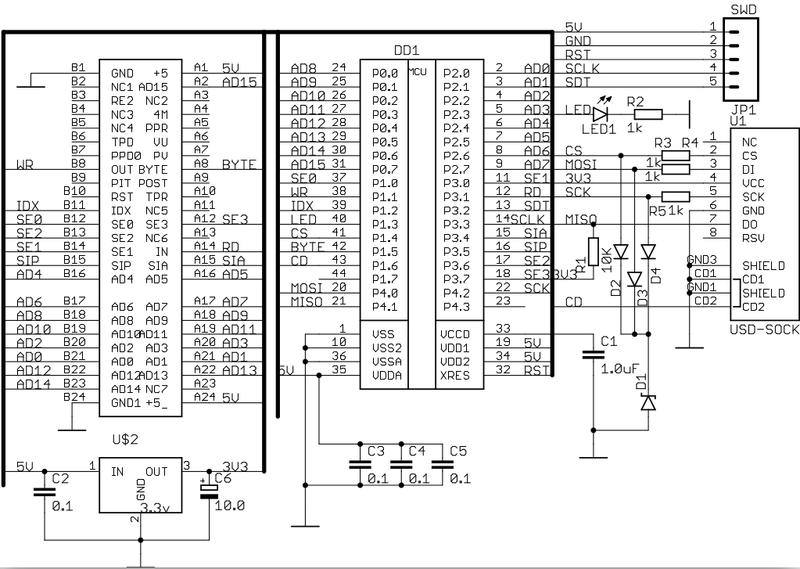 SWD
5V 1
GND 2
RST 3
SCLK 4
SDT 5
JP1
DD1
MCU
B1 GND +5 A1 5V
B2 NC1 AD15 A2 AD15
B3 RE2 NC2 A3
B4 NC3 4M A4
B5 NC4 PPR A5
B6 TPD VU A6
B7 PPD0 PV A7
WR B8 OUT BYTE A8 BYTE
B9 PIT POST A9
B10 RST TPR A10
IDX B11 IDX NC5 A11
SE0 B12 SE0 SE3 A12 SE3
SE2 B13 SE2 NC6 A13
SE1 B14 SE1 IN A14 RD
SIP B15 SIP SIA A15 SIA
AD4 B16 AD4 AD5 A16 AD5
AD6 B17 AD6 AD7 A17 AD7
AD8 B18 AD8 AD9 A18 AD9
AD10 B19 AD10 AD11 A19 AD11
AD2 B20 AD2 AD3 A20 AD3
AD0 B21 AD0 AD1 A21 AD1
AD12 B22 AD12 AD13 A22 AD13
AD14 B23 AD14 NC7 A23
B24 GND1 +5_ A24 5V
AD8 24 P0.0 P2.0 2 AD0
AD9 25 P0.1 P2.1 3 AD1
AD10 26 P0.2 P2.2 4 AD2
AD11 27 P0.3 P2.3 5 AD3
AD12 28 P0.4 P2.4 6 AD4
AD13 29 P0.5 P2.5 7 AD5
AD14 30 P0.6 P2.6 8 AD6
AD15 31 P0.7 P2.7 9 AD7
SE0 37 P1.0 P3.0 11 SE1
WR 38 P1.1 P3.1 12 RD
IDX 39 P1.2 P3.2 13 SDT
LED 40 P1.3 P3.3 14 SCLK
CS 41 P1.4 P3.4 15 SIA
BYTE 42 P1.5 P3.5 16 SIP
CD 43 P1.6 P3.6 17 SE2
44 P1.7 P3.7 18 SE3
MOSI 20 P4.0 P4.2 22 SCK
MISO 21 P4.1 P4.3 23
1 VSS VCCD 33
10 VSS2 VDD1 19 5V
36 VSSA VDD2 34 5V
5V 35 VDDA XRES 32 RST
LED LED1 R2 1k
U1
1 NC
CS R3 R4 2 CS
MOSI 1k 3 DI
3V3 1k 4 VCC
SCK R5 1k 5 SCK
6 GND
MISO 7 DO
8 RSV
GND3 SHIELD
CD1 CD1
GND1 SHIELD
CD CD2 CD2
USD-SOCK
3V3 R1 10K
D2 D3 D4
C1
1.0uF
D1
U$2
5V 1 IN OUT 3 3V3
GND
3.3v
2
C2
0.1
+ C6
10.0
C3 C4 C5
0.1 0.1 0.1